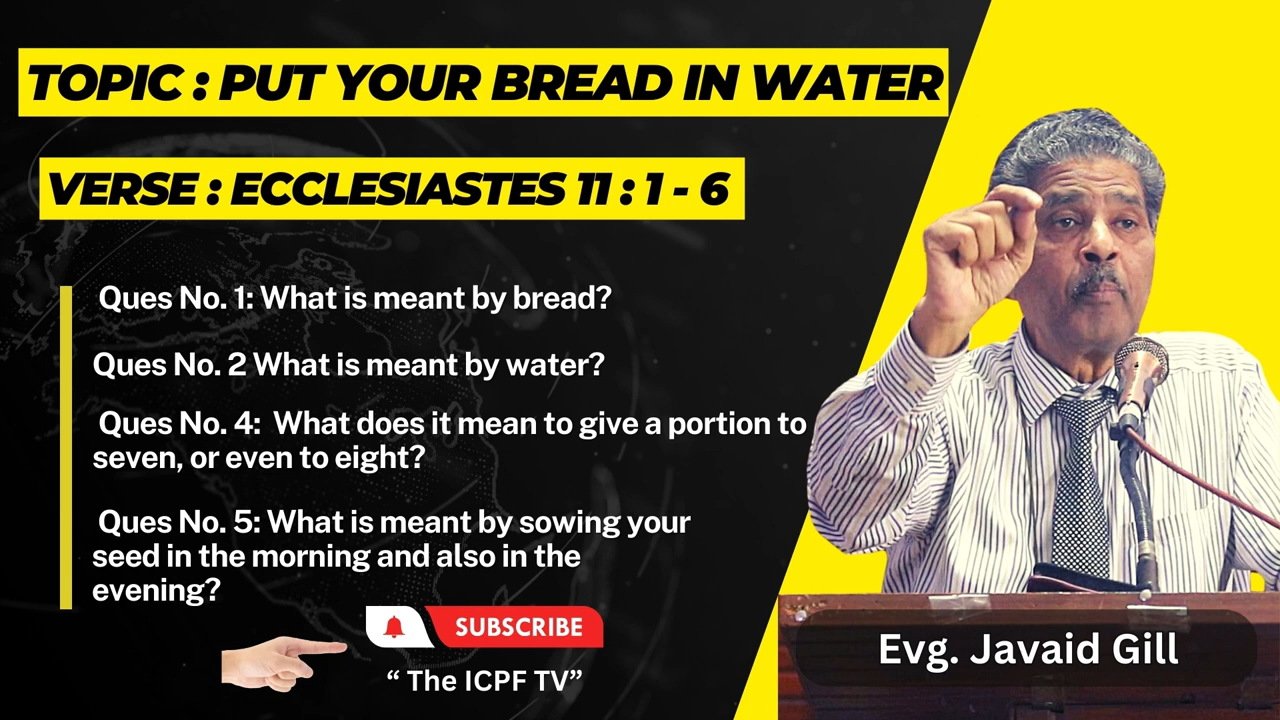 TOPIC : PUT YOUR BREAD IN WATER
VERSE : ECCLESIASTES 11 : 1 - 6
Ques No. 1: What is meant by bread?
Ques No. 2 What is meant by water?
Ques No. 4: What does it mean to give a portion to
seven, or even to eight?
Ques No. 5: What is meant by sowing your
seed in the morning and also in the
evening?
SUBSCRIBE
“ The ICPF TV”
Evg. Javaid Gill